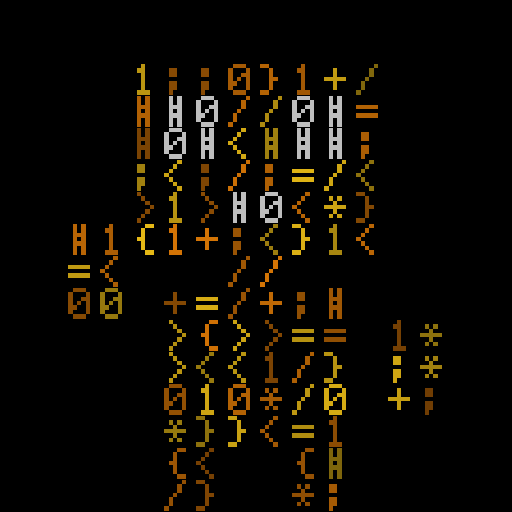 1 ; ; 0 } 1 + /
H H 0 / / 0 H =
H 0 H < H H H ;
; < ; / ; = / <
> 1 > H 0 < * }
H 1 { 1 + ; < } 1 <
= < / /
0 0 + = / + ; H
> { > > = = 1 *
> < < 1 / } ; *
0 1 0 * / 0 + ;
* } } < = 1
{ < { H
/ } * ;